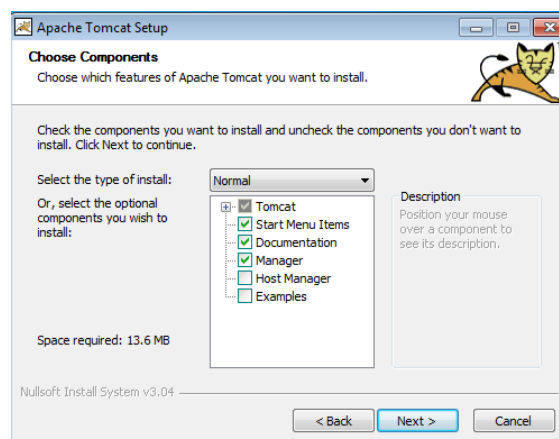 Apache Tomcat Setup
Choose Components
Choose which features of Apache Tomcat you want to install.
Check the components you want to install and uncheck the components you don't want to
install. Click Next to continue.
Select the type of install:
Normal
Or, select the optional
components you wish to
install:
Tomcat
Start Menu Items
Documentation
Manager
Host Manager
Examples
Description
Position your mouse
over a component to
see its description.
Space required: 13.6 MB
Nullsoft Install System v3.04
< Back
Next >
Cancel